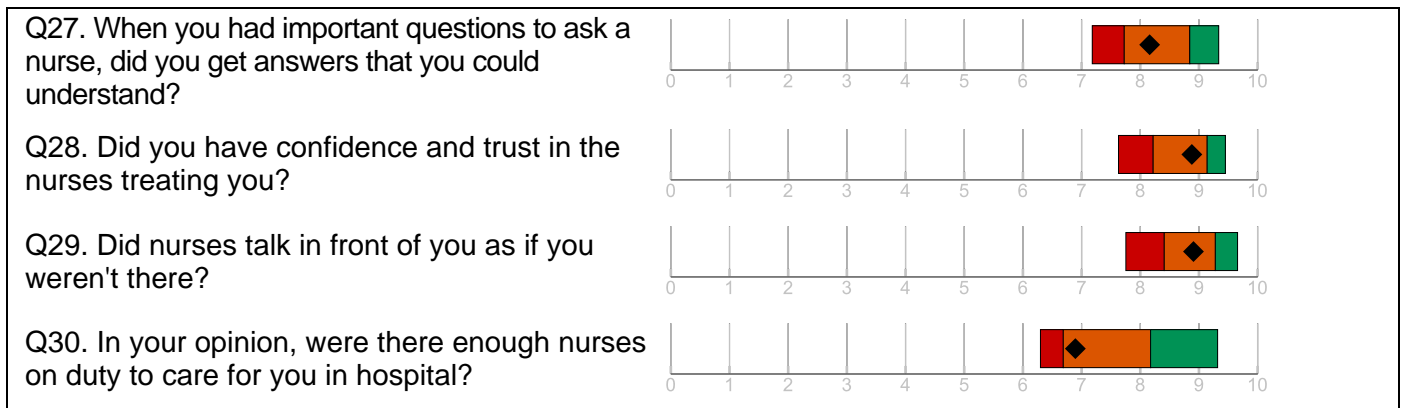 Q27. When you had important questions to ask a
nurse, did you get answers that you could
understand?
0 1 2 3 4 5 6 7 8 9 10
Q28. Did you have confidence and trust in the
nurses treating you?
0 1 2 3 4 5 6 7 8 9 10
Q29. Did nurses talk in front of you as if you
weren't there?
0 1 2 3 4 5 6 7 8 9 10
Q30. In your opinion, were there enough nurses
on duty to care for you in hospital?
0 1 2 3 4 5 6 7 8 9 10